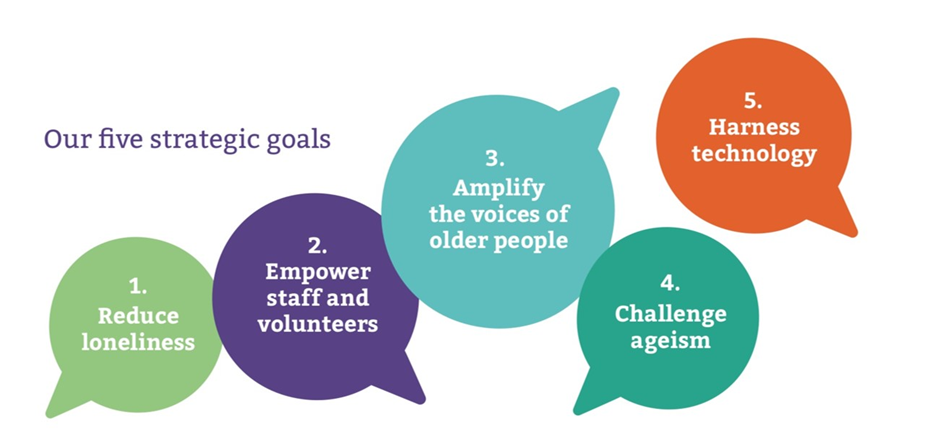 Our five strategic goals
1.
Reduce
loneliness
2.
Empower
staff and
volunteers
3.
Amplify
the voices of
older people
4.
Challenge
ageism
5.
Harness
technology